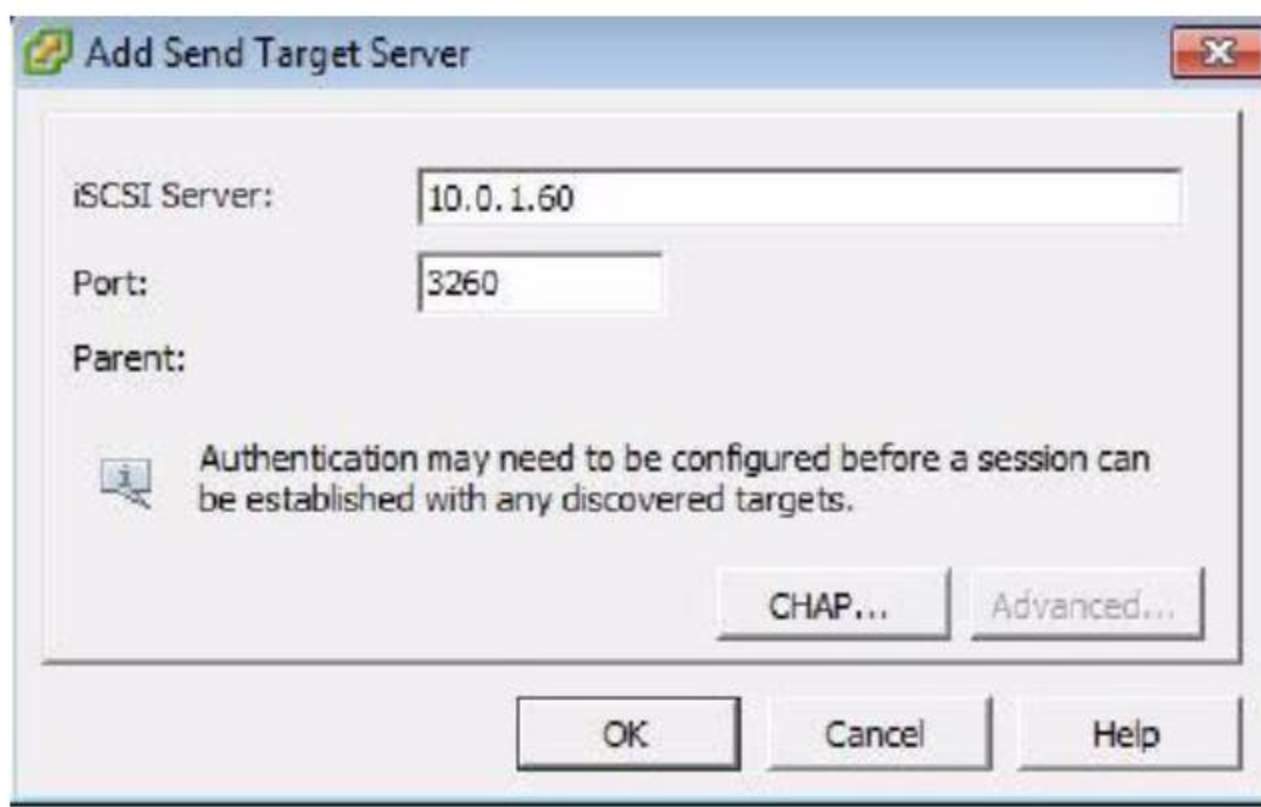 Add Send Target Server
iSCSI Server: 10.0.1.60
Port: 3260
Parent:
Authentication may need to be configured before a session can
be established with any discovered targets.
CHAP... Advanced...
OK Cancel Help